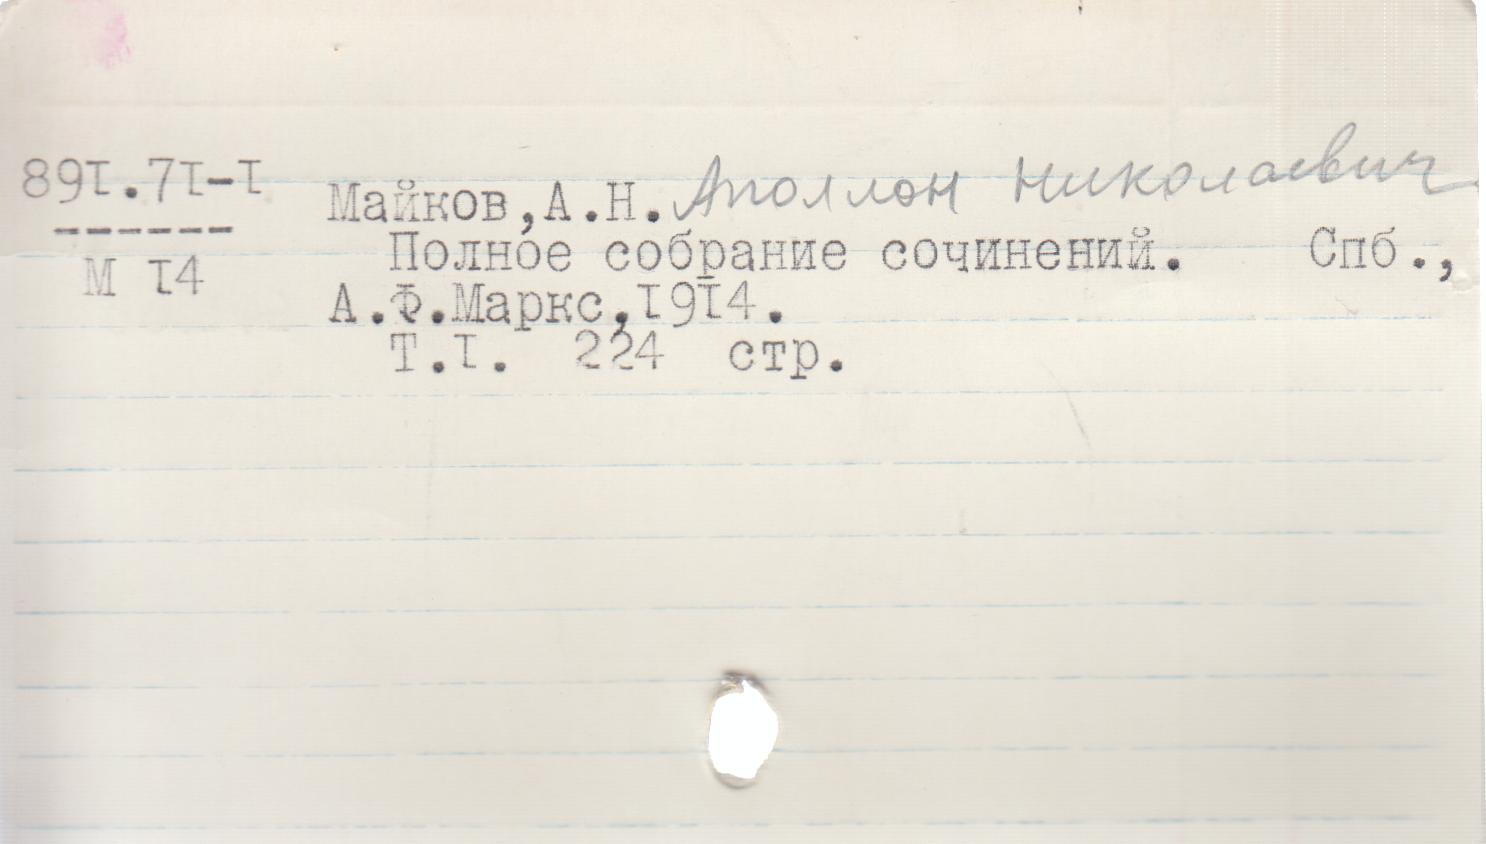 891.71-1
------
М 14
Майков,А.Н. Аполлон Николаевич
Полное собрание сочинений. Спб.,
А.Ф.Маркс,1914.
Т.1. 224 стр.